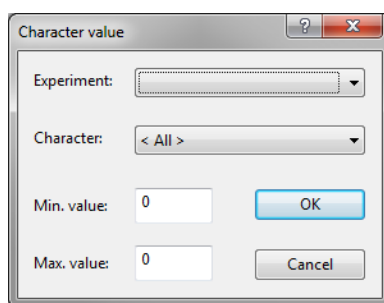 Character value ?
Experiment:
Character: < All >
Min. value: 0 OK
Max. value: 0 Cancel